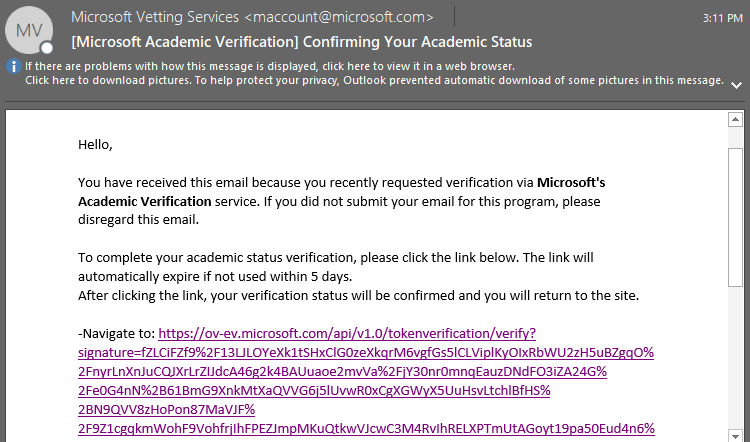 MV
Microsoft Vetting Services <maccount@microsoft.com>
3:11 PM
[Microsoft Academic Verification] Confirming Your Academic Status
If there are problems with how this message is displayed, click here to view it in a web browser.
Click here to download pictures. To help protect your privacy, Outlook prevented automatic download of some pictures in this message.
Hello,
You have received this email because you recently requested verification via Microsoft's
Academic Verification service. If you did not submit your email for this program, please
disregard this email.
To complete your academic status verification, please click the link below. The link will
automatically expire if not used within 5 days.
After clicking the link, your verification status will be confirmed and you will return to the site.
-Navigate to: https://ov-ev.microsoft.com/api/v1.0/tokenverification/verify?
signature=fZLCiFZf9%2F13LJLOYeXk1tSHxClG0zeXkqrM6vgfGs5lCLViplKyOIxRbWU2zH5uBZgqO%
2FnyrLnXnJuCQJXrLrZIJdcA46g2k4BAUuaoe2mvVa%2FjY30nr0mnqEauzDNdFO3iZA24G%
2Fe0G4nN%2B61BmG9XnkMtXaQVVG6j5lUvwR0xCgXGWyX5UuHsvLtchlBfHS%
2BN9QVV8zHoPon87MaVJF%
2F9Z1cgqkmWohF9VohfrjIhFPEZJmpMKuQtkwVJcwC3M4RvIhRELXPTmUtAGoyt19pa50Eud4n6%